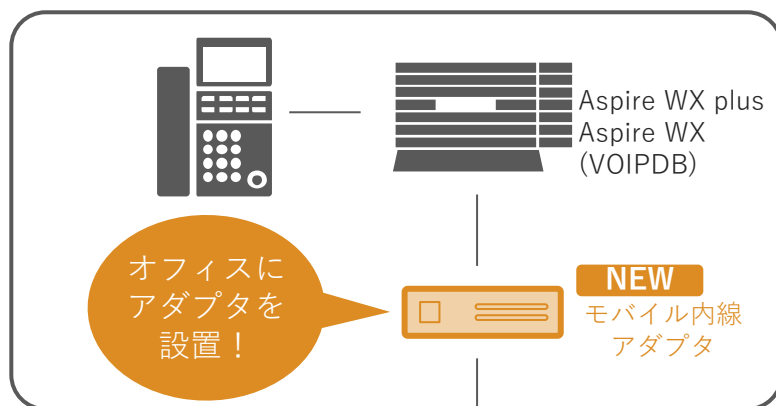 Aspire WX plus
Aspire WX
(VOIPDB)
オフィスに
アダプタを
設置！
NEW
モバイル内線
アダプタ